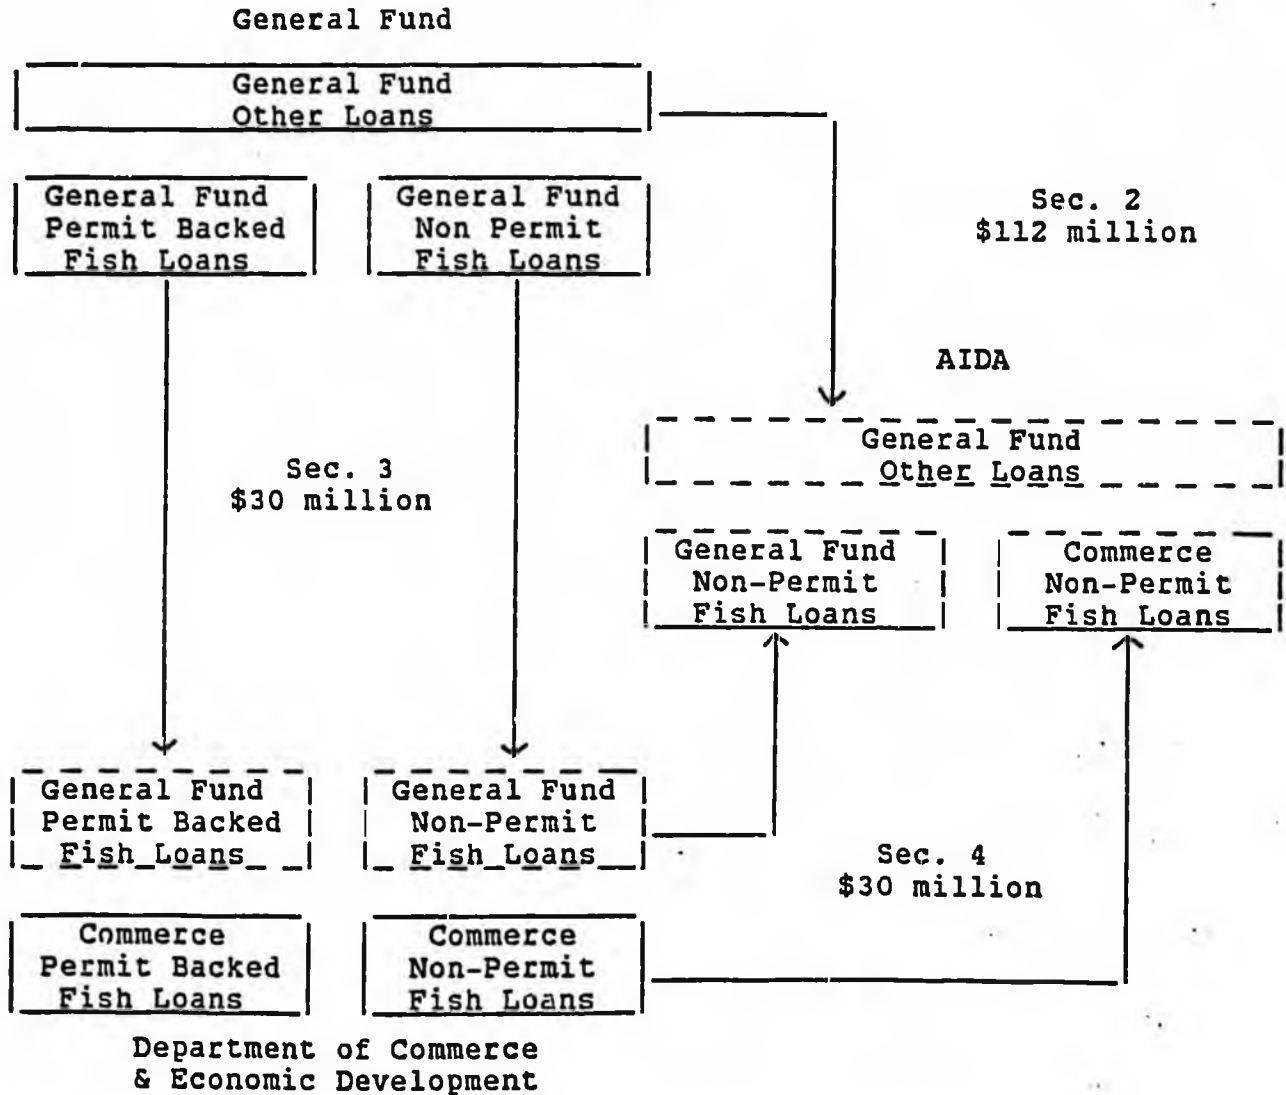 General Fund
General Fund
Other Loans
General Fund
Permit Backed
Fish Loans
General Fund
Non Permit
Fish Loans
Sec. 2
$112 million
AIDA
General Fund
Other Loans
Sec. 3
$30 million
General Fund
Non-Permit
Fish Loans
Commerce
Non-Permit
Fish Loans
General Fund
Permit Backed
Fish Loans
General Fund
Non-Permit
Fish Loans
Sec. 4
$30 million
Commerce
Permit Backed
Fish Loans
Commerce
Non-Permit
Fish Loans
Department of Commerce
& Economic Development